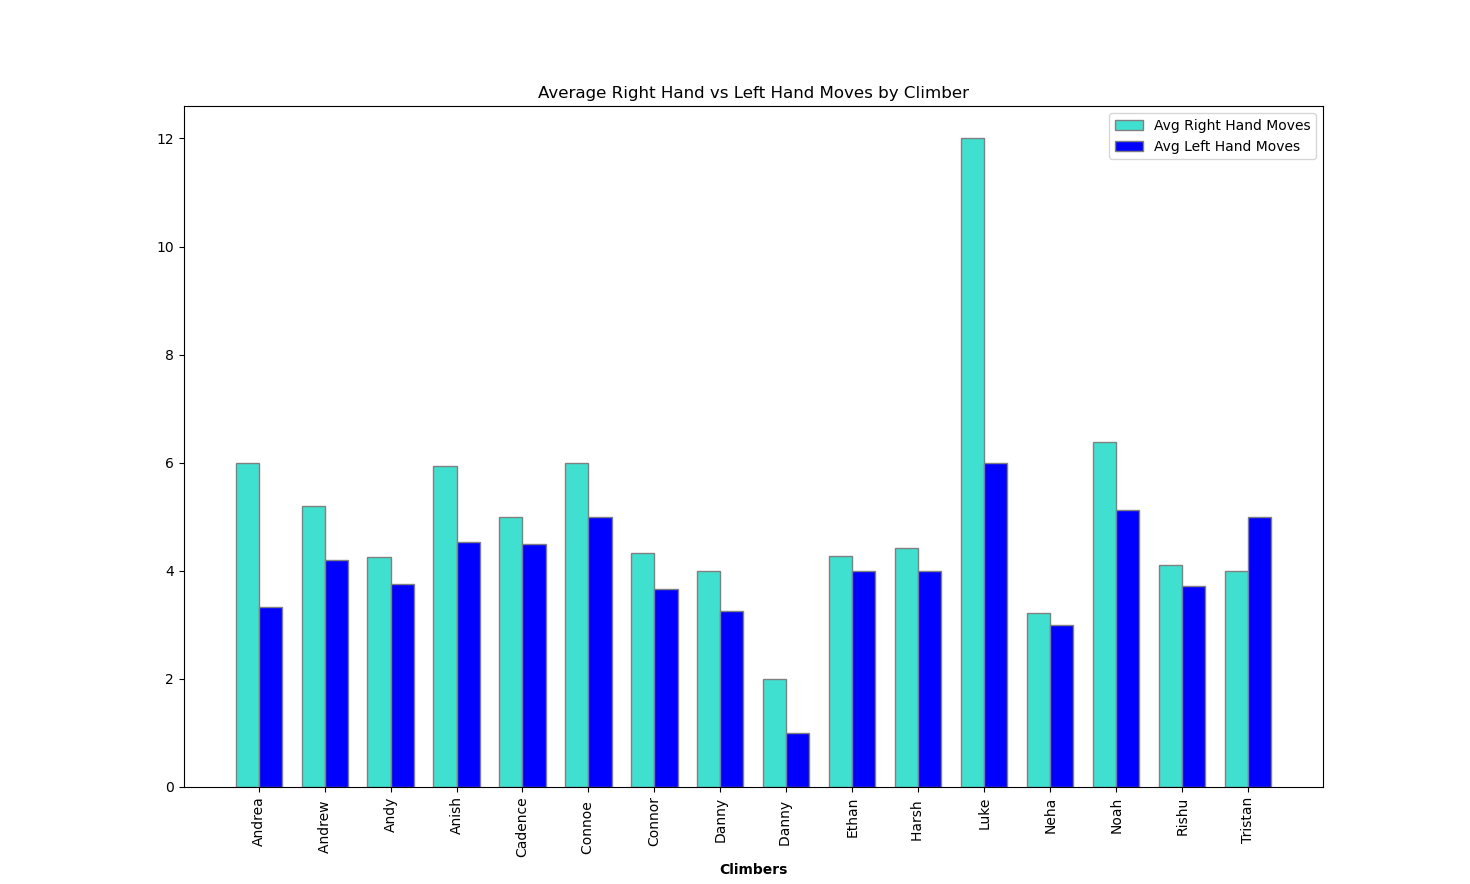 Average Right Hand vs Left Hand Moves by Climber
Avg Right Hand Moves
Avg Left Hand Moves
12
10
8
6
4
2
0
Andrea
Andrew
Andy
Anish
Cadence
Connoe
Connor
Danny
Danny
Ethan
Harsh
Luke
Neha
Noah
Rishu
Tristan
Climbers